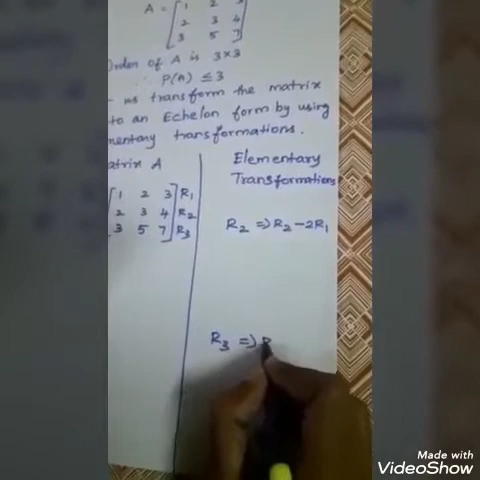 A = [1 2
2 3 4
3 5 7]
Order of A is 3×3
∴ P(A) ≤ 3
us transform the matrix
to an Echelon form by using
mentary transformations.
atrix A
Elementary
Transformations
[1 2 3] R1
2 3 4 R2
3 5 7] R3
R2 => R2 - 2R1
R3 =>
Made with
VideoShow